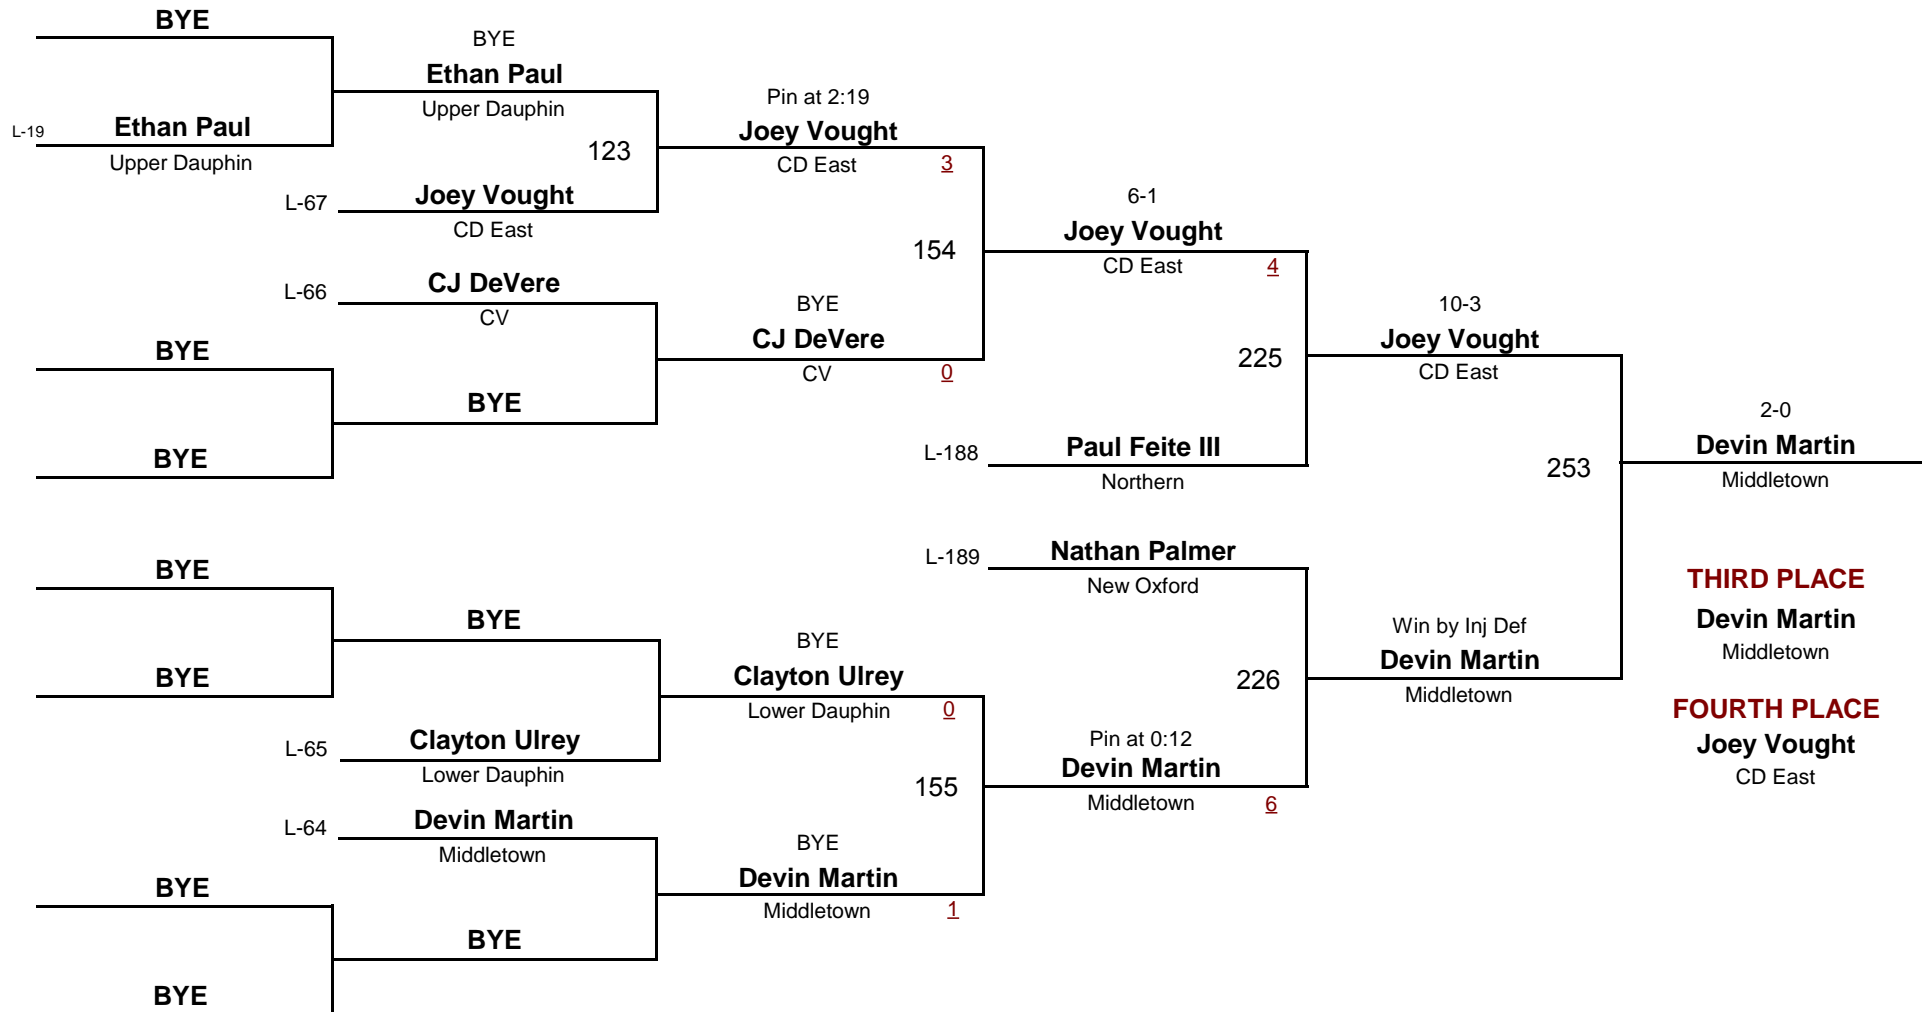 BYE
BYE
Ethan Paul
Upper Dauphin
L-19
Ethan Paul
Upper Dauphin
123
Pin at 2:19
Joey Vought
CD East
3
L-67
Joey Vought
CD East
154
6-1
Joey Vought
CD East
4
L-66
CJ DeVere
CV
BYE
CJ DeVere
CV
0
BYE
BYE
BYE
225
10-3
Joey Vought
CD East
L-188
Paul Feite III
Northern
253
2-0
Devin Martin
Middletown
L-189
Nathan Palmer
New Oxford
BYE
BYE
BYE
BYE
Clayton Ulrey
Lower Dauphin
0
L-65
Clayton Ulrey
Lower Dauphin
226
Win by Inj Def
Devin Martin
Middletown
THIRD PLACE
Devin Martin
Middletown
FOURTH PLACE
Joey Vought
CD East
155
Pin at 0:12
Devin Martin
Middletown
6
L-64
Devin Martin
Middletown
BYE
Devin Martin
Middletown
1
BYE
BYE
BYE